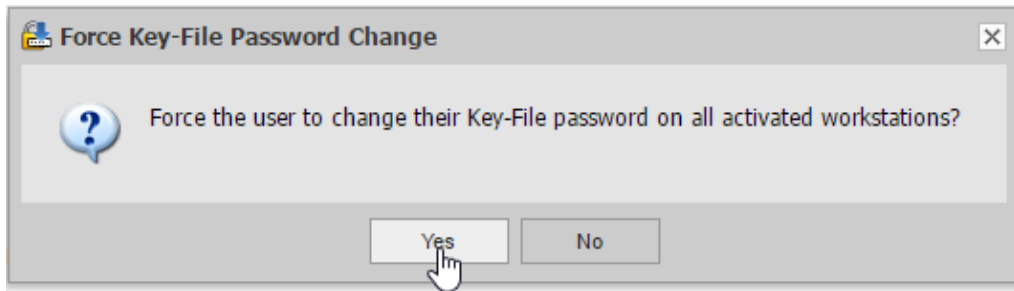 Force Key-File Password Change
Force the user to change their Key-File password on all activated workstations?
Yes
No